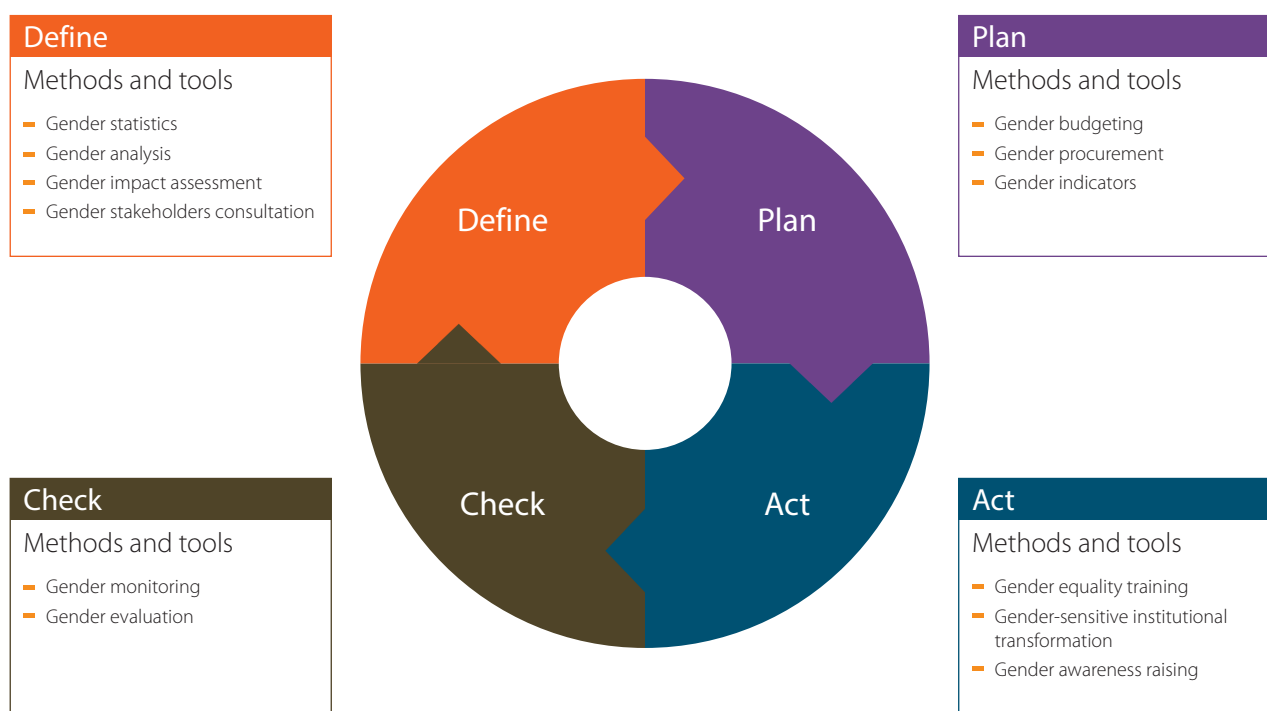 Define
Methods and tools
Gender statistics
Gender analysis
Gender impact assessment
Gender stakeholders consultation
Plan
Methods and tools
Gender budgeting
Gender procurement
Gender indicators
Define
Plan
Check
Act
Check
Methods and tools
Gender monitoring
Gender evaluation
Act
Methods and tools
Gender equality training
Gender-sensitive institutional
transformation
Gender awareness raising